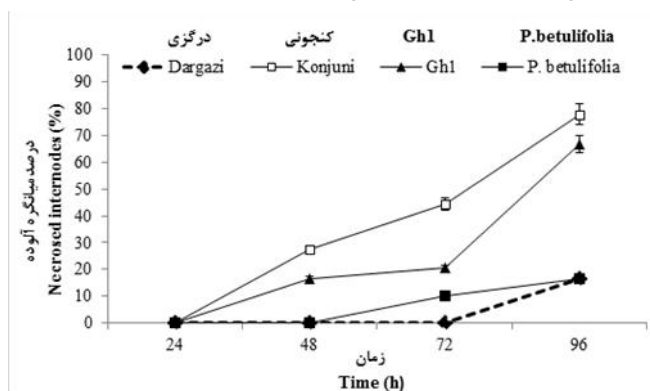 درگزی کنجونی Gh1 P.betulifolia
Dargazi Konjuni Gh1 P. betulifolia
درصد میانگره آلوده
Necrosed internodes (%)
100
90
80
70
60
50
40
30
20
10
0
24 48 72 96
زمان
Time (h)